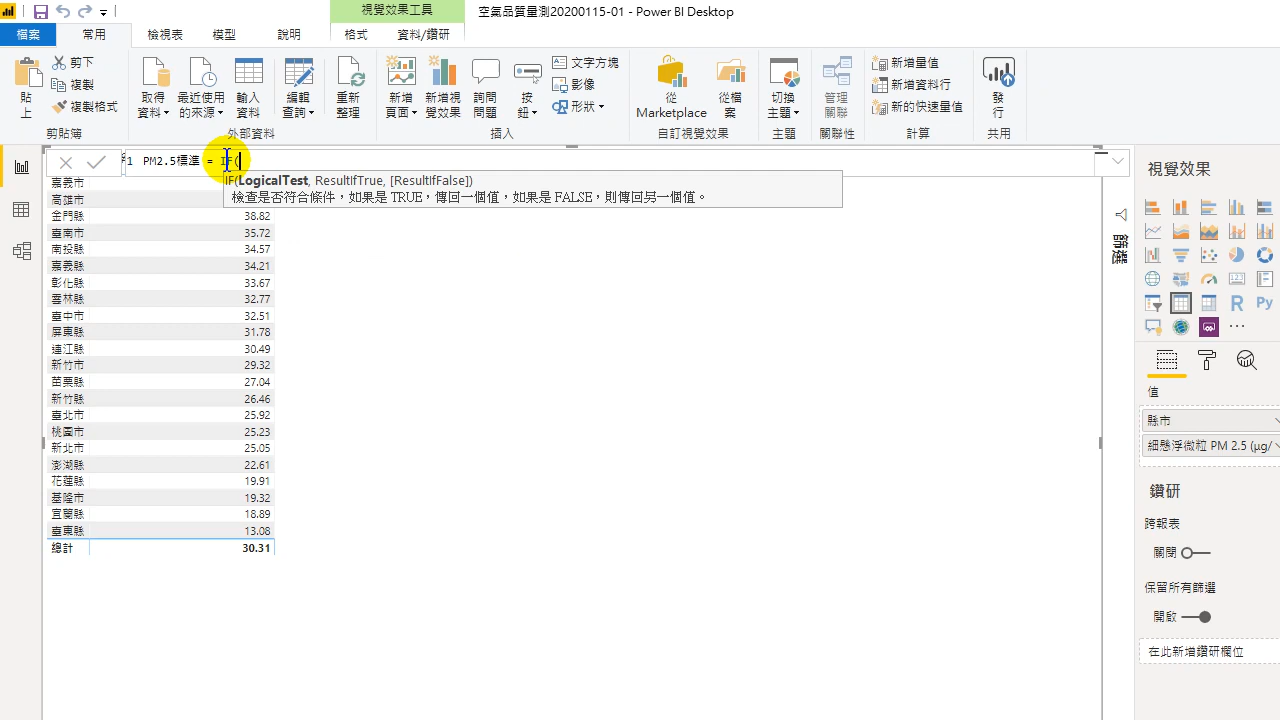 視覺效果工具
空氣品質量測20200115-01 - Power BI Desktop
檔案 常用 檢視表 模型 說明 格式 資料/鑽研
貼上
剪下
複製
複製格式
剪貼簿
取得資料
最近使用的來源
輸入資料
編輯查詢
重新整理
外部資料
新增頁面
新增視覺效果
詢問問題
按鈕
文字方塊
影像
形狀
插入
從 Marketplace
從檔案
自訂視覺效果
切換主題
主題
管理關聯
關聯性
新增量值
新增資料行
新的快速量值
計算
發行
共用
1 PM2.5標準 = IF(
IF(LogicalTest, ResultIfTrue, [ResultIfFalse])
檢查是否符合條件，如果是 TRUE，傳回一個值，如果是 FALSE，則傳回另一個值。
嘉義市
高雄市
金門縣 38.82
臺南市 35.72
南投縣 34.57
嘉義縣 34.21
彰化縣 33.67
雲林縣 32.77
臺中市 32.51
屏東縣 31.78
連江縣 30.49
新竹市 29.32
苗栗縣 27.04
新竹縣 26.46
臺北市 25.92
桃園市 25.23
新北市 25.05
澎湖縣 22.61
花蓮縣 19.91
基隆市 19.32
宜蘭縣 18.89
臺東縣 13.08
總計 30.31
篩選
視覺效果
R Py
值
縣市
細懸浮微粒 PM 2.5 (μg/
鑽研
跨報表
關閉
保留所有篩選
開啟
在此新增鑽研欄位